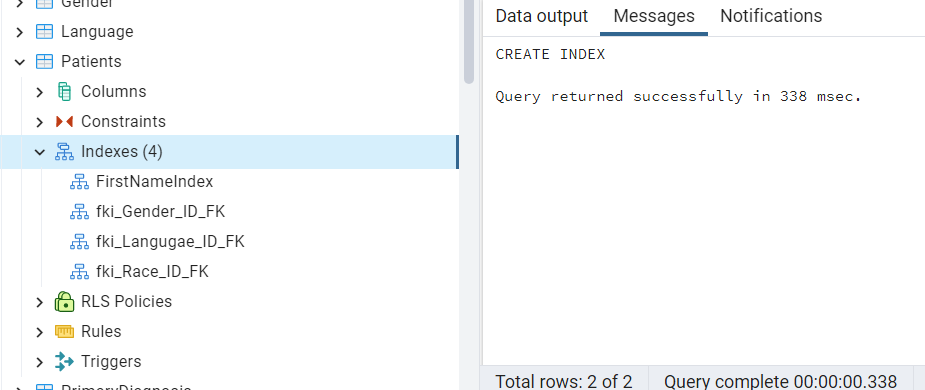 Gender
Language
Patients
Columns
Constraints
Indexes (4)
FirstNameIndex
fki_Gender_ID_FK
fki_Langugae_ID_FK
fki_Race_ID_FK
RLS Policies
Rules
Triggers
PrimaryDiagnosis
Data output Messages Notifications
CREATE INDEX
Query returned successfully in 338 msec.
Total rows: 2 of 2 Query complete 00:00:00.338